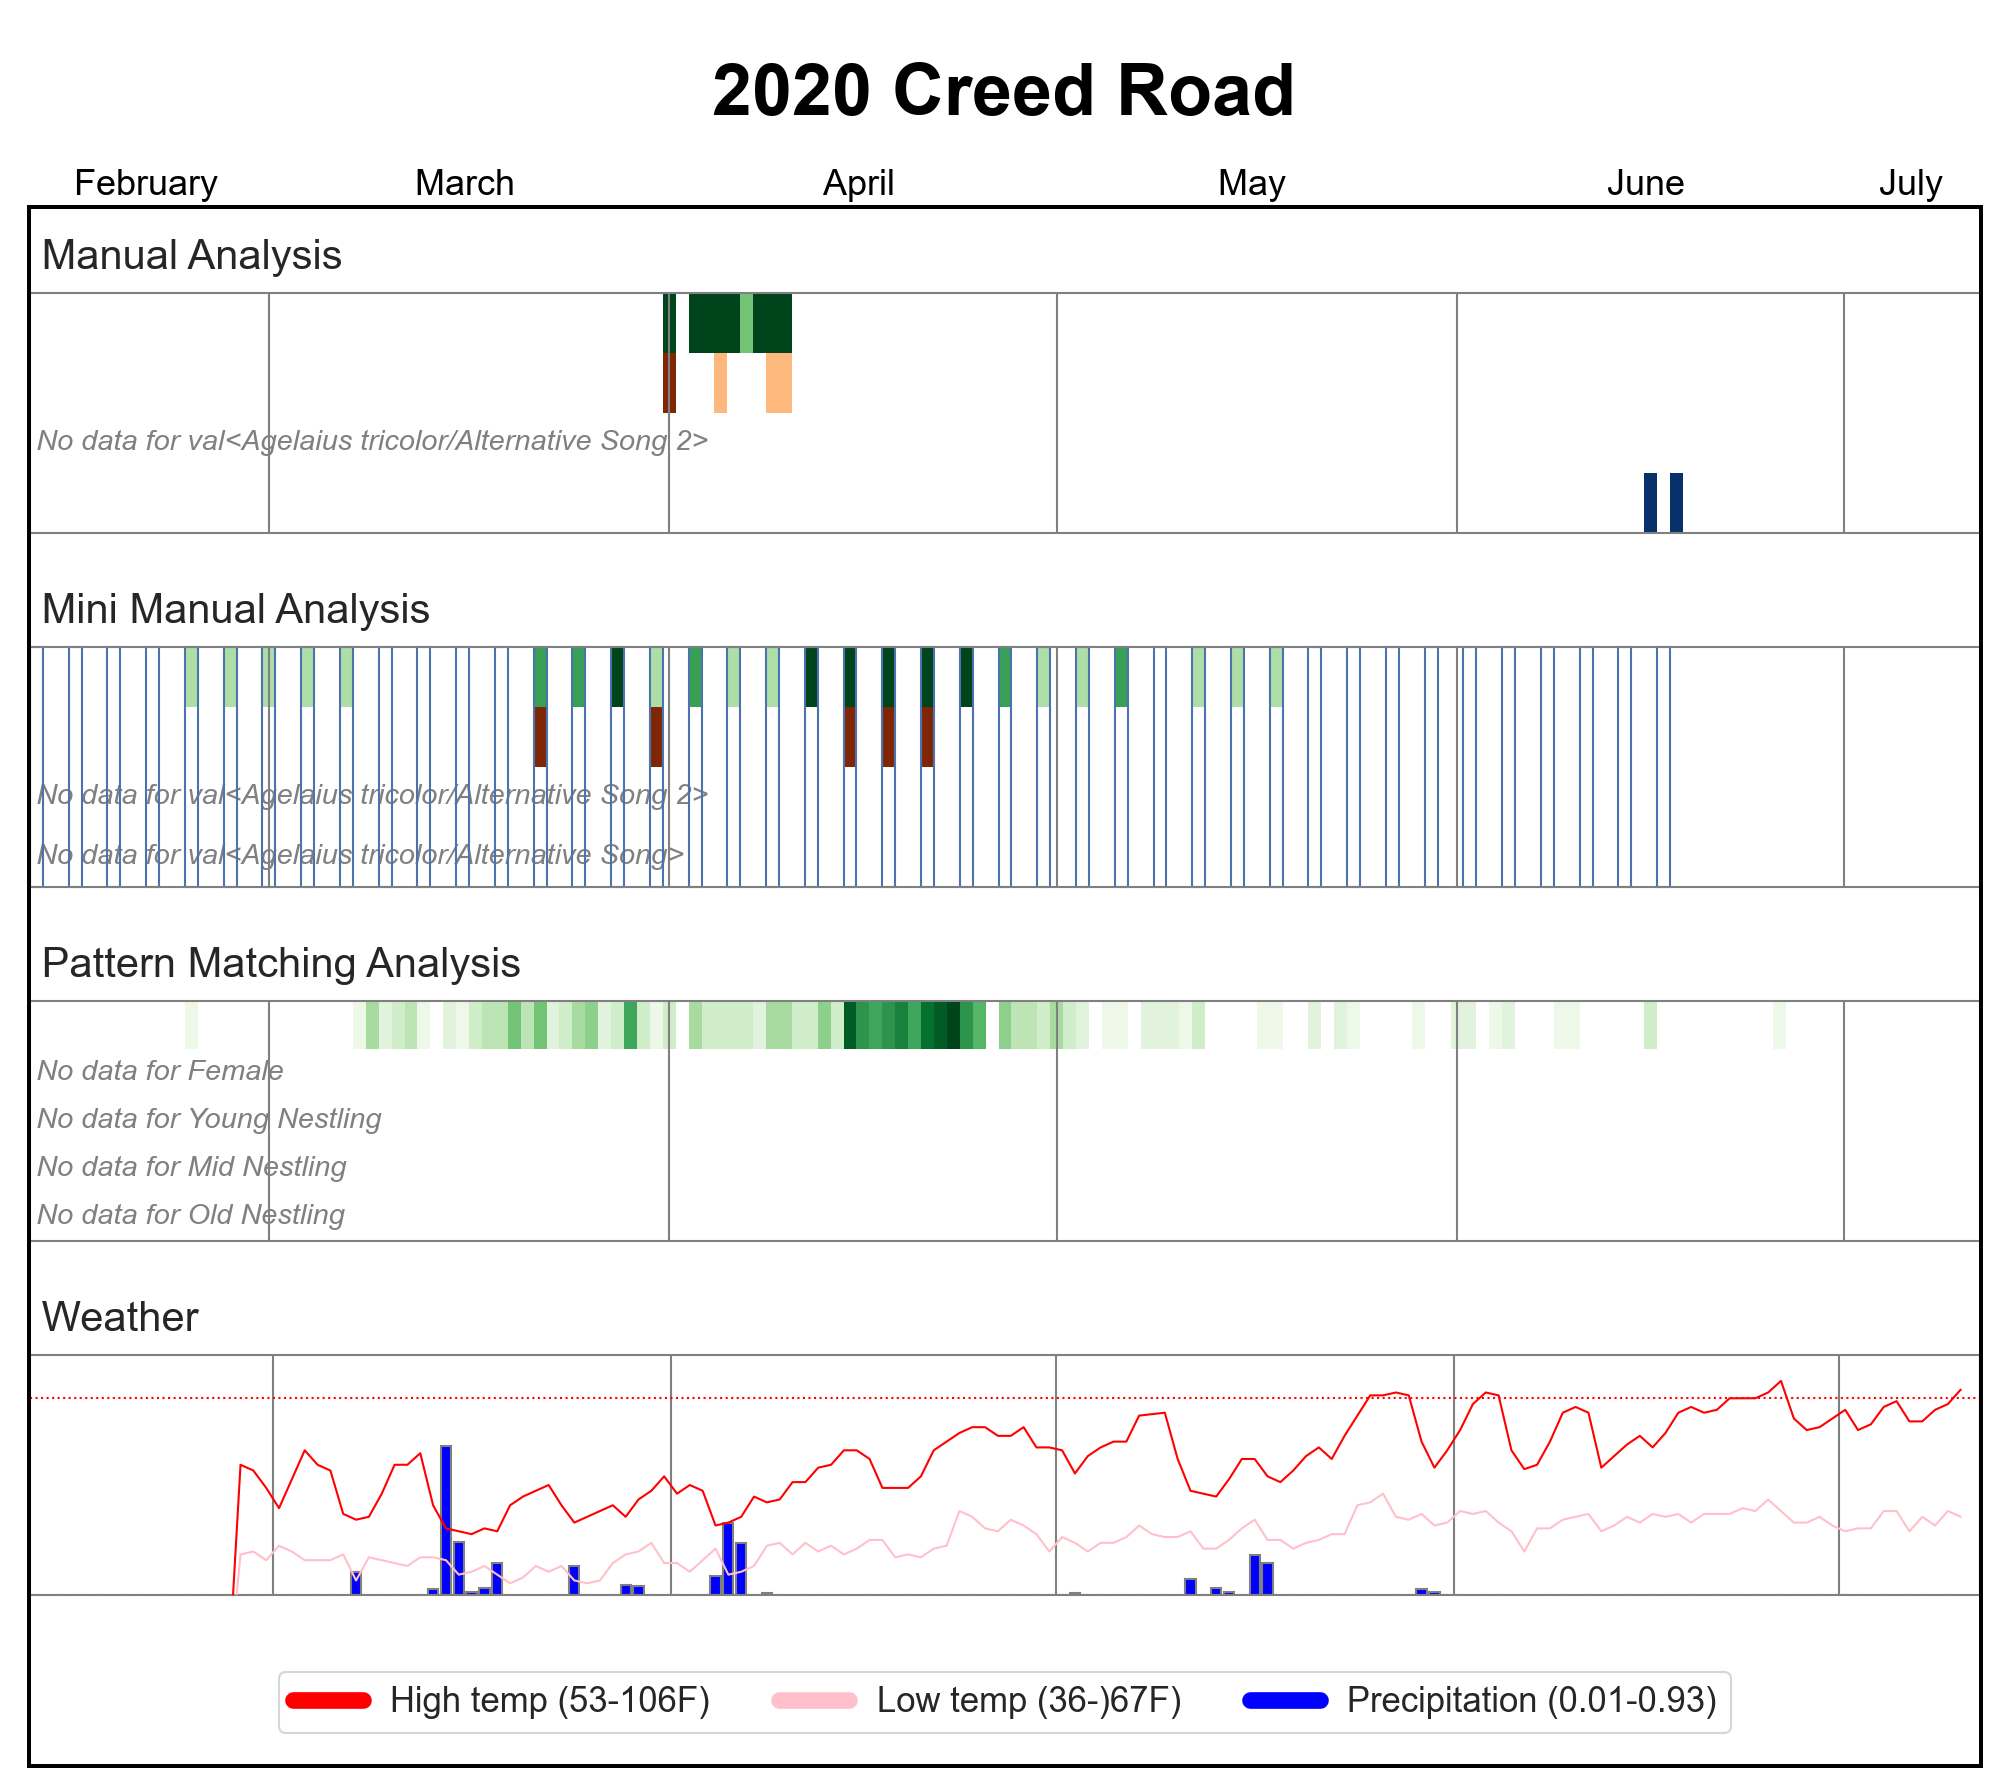 2020 Creed Road
February March April May June July
Manual Analysis
No data for val<Agelaius tricolor/Alternative Song 2>
Mini Manual Analysis
No data for val<Agelaius tricolor/Alternative Song 2>
No data for val<Agelaius tricolor/Alternative Song>
Pattern Matching Analysis
No data for Female
No data for Young Nestling
No data for Mid Nestling
No data for Old Nestling
Weather
High temp (53-106F) Low temp (36-)67F) Precipitation (0.01-0.93)